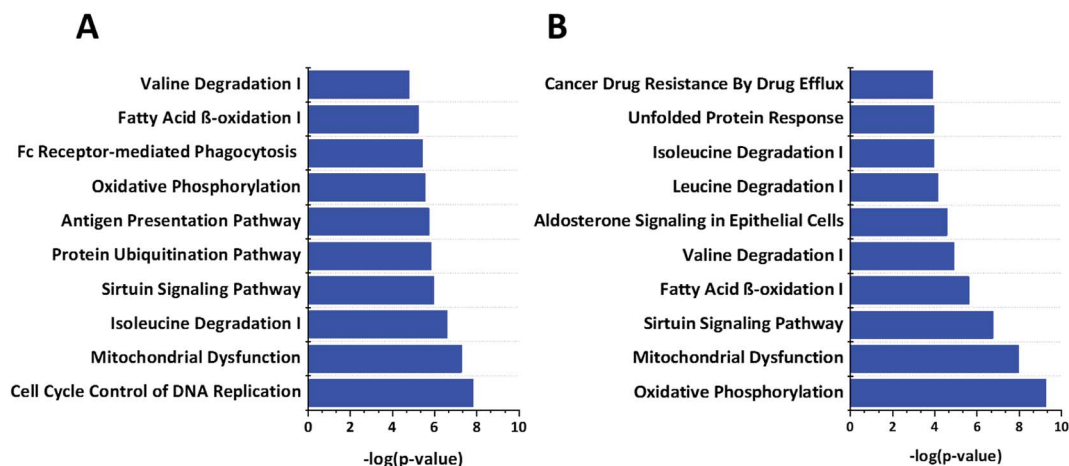 A
Valine Degradation I
Fatty Acid ß-oxidation I
Fc Receptor-mediated Phagocytosis
Oxidative Phosphorylation
Antigen Presentation Pathway
Protein Ubiquitination Pathway
Sirtuin Signaling Pathway
Isoleucine Degradation I
Mitochondrial Dysfunction
Cell Cycle Control of DNA Replication
0 2 4 6 8 10
-log(p-value)
B
Cancer Drug Resistance By Drug Efflux
Unfolded Protein Response
Isoleucine Degradation I
Leucine Degradation I
Aldosterone Signaling in Epithelial Cells
Valine Degradation I
Fatty Acid ß-oxidation I
Sirtuin Signaling Pathway
Mitochondrial Dysfunction
Oxidative Phosphorylation
0 2 4 6 8 10
-log(p-value)